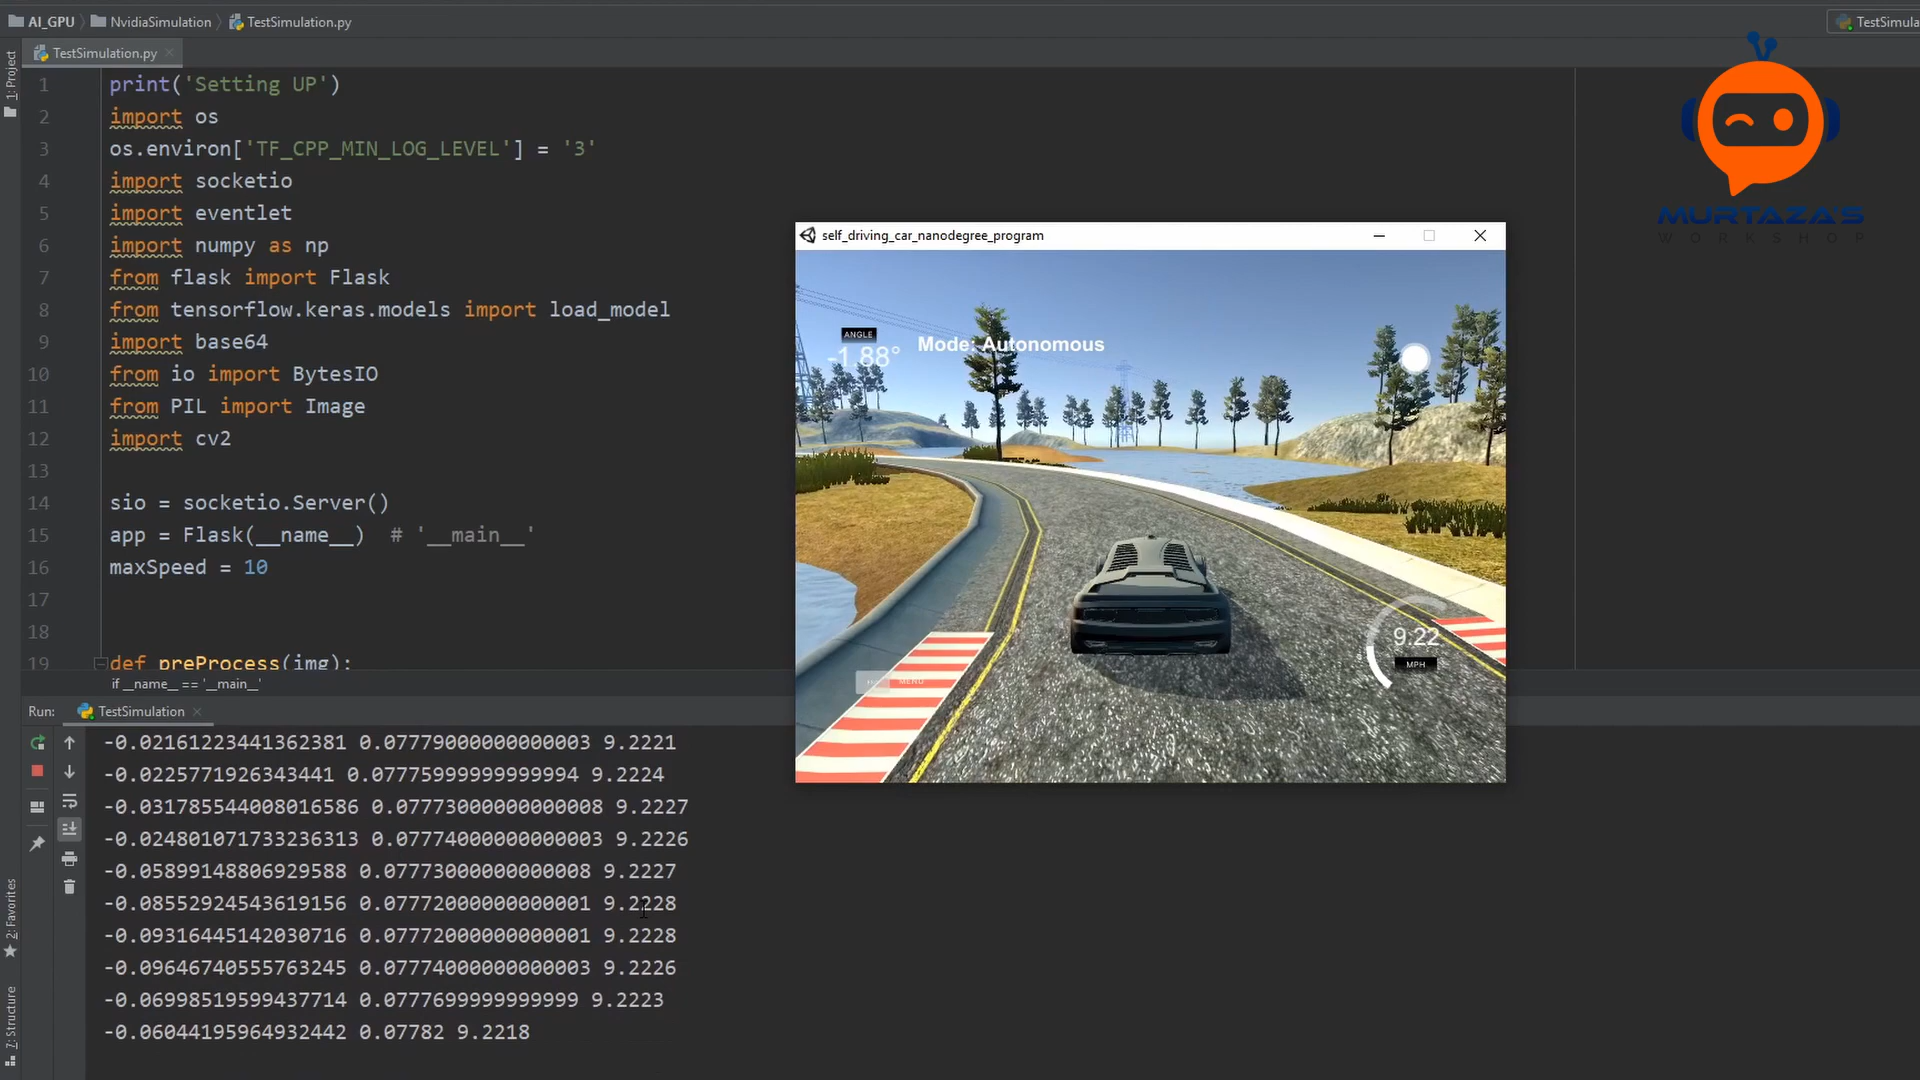 AI_GPU NvidiaSimulation TestSimulation.py
TestSimula
TestSimulation.py
1: Project
1 print('Setting UP')
2 import os
3 os.environ['TF_CPP_MIN_LOG_LEVEL'] = '3'
4 import socketio
5 import eventlet
6 import numpy as np
7 from flask import Flask
8 from tensorflow.keras.models import load_model
9 import base64
10 from io import BytesIO
11 from PIL import Image
12 import cv2
13
14 sio = socketio.Server()
15 app = Flask(__name__)  # '__main__'
16 maxSpeed = 10
17
18
19 def preProcess(img):
if __name__ == '__main__'
MURTAZA'S
WORKSHOP
self_driving_car_nanodegree_program
ANGLE
-1.88°
Mode: Autonomous
9.22
MPH
MENU
Run: TestSimulation
-0.02161223441362381 0.07779000000000003 9.2221
-0.0225771926343441 0.07775999999999994 9.2224
-0.031785544008016586 0.07773000000000008 9.2227
-0.024801071733236313 0.07774000000000003 9.2226
-0.05899148806929588 0.07773000000000008 9.2227
-0.08552924543619156 0.07772000000000001 9.2228
-0.09316445142030716 0.07772000000000001 9.2228
-0.09646740555763245 0.07774000000000003 9.2226
-0.06998519599437714 0.0777699999999999 9.2223
-0.06044195964932442 0.07782 9.2218
2: Favorites
7: Structure